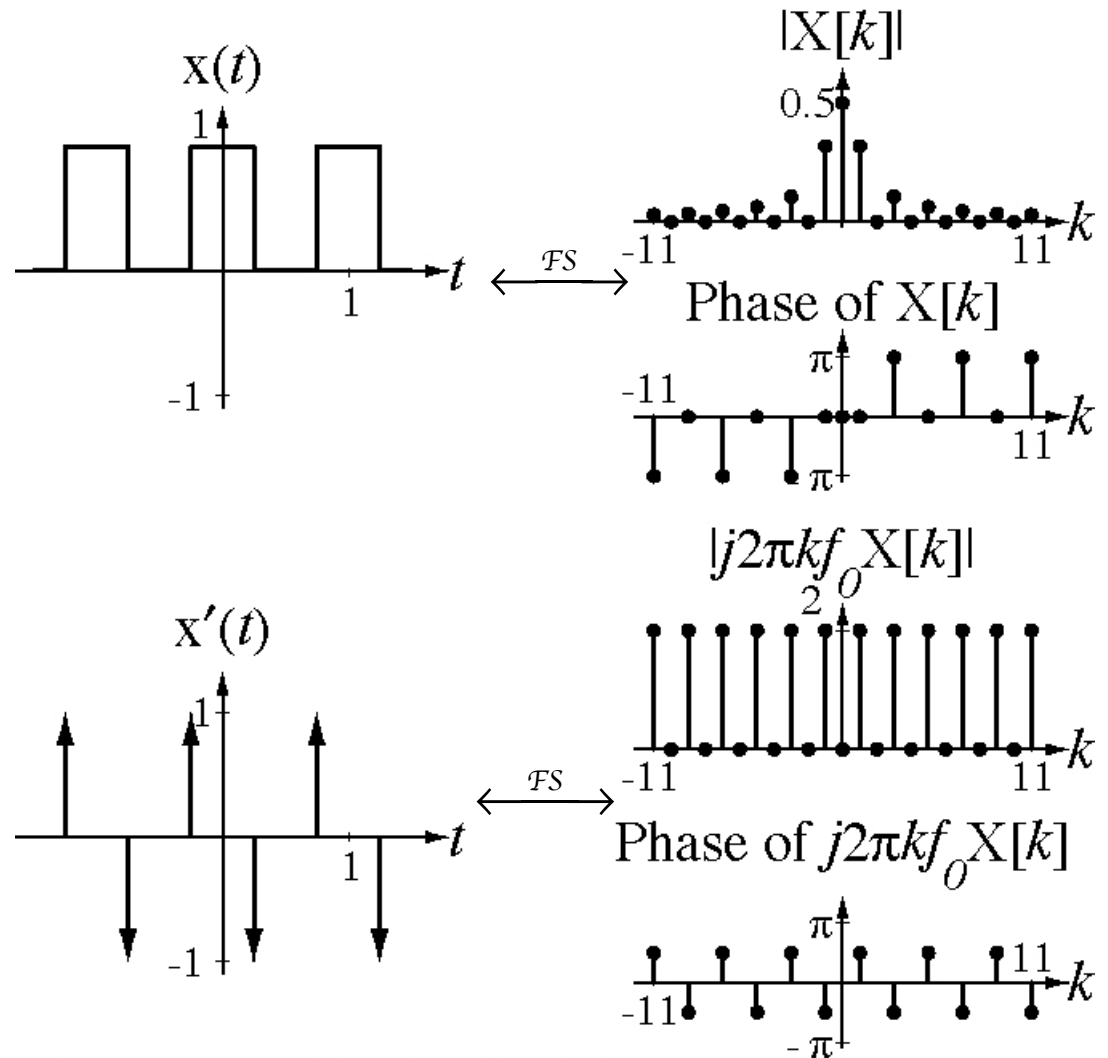 x(t)
1
-1
1
t
FS
|X[k]|
0.5
-11
11
k
Phase of X[k]
π
-11
11
k
- π
x′(t)
1
-1
1
t
FS
|j2πkf₀X[k]|
2
-11
11
k
Phase of j2πkf₀X[k]
π
-11
11
k
- π